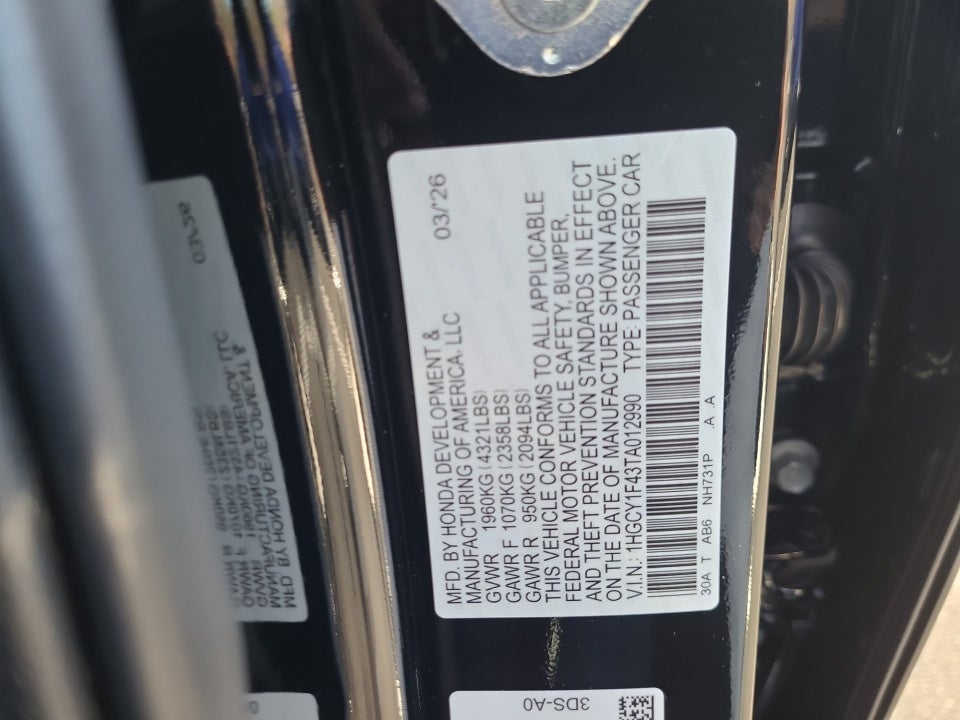 03/'26
MFD. BY HONDA DEVELOPMENT &
MANUFACTURING OF AMERICA, LLC
GVWR 1960KG (4321LBS)
GAWR F 1070KG (2358LBS)
GAWR R 950KG (2094LBS)
THIS VEHICLE CONFORMS TO ALL APPLICABLE
FEDERAL MOTOR VEHICLE SAFETY, BUMPER,
AND THEFT PREVENTION STANDARDS IN EFFECT
ON THE DATE OF MANUFACTURE SHOWN ABOVE.
V.I.N.: 1HGCY1F43TA012990 TYPE: PASSENGER CAR
30A T AB6 NH731P .A .A
3DS-A0